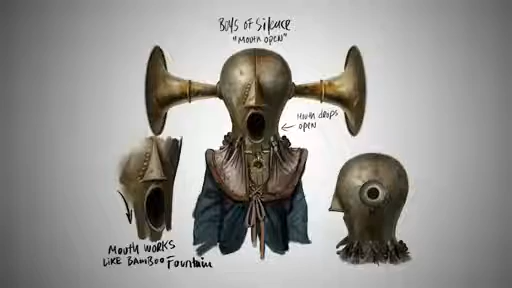 BOYS OF SILENCE
"MOUTH OPEN"
MOUTH DROPS
OPEN
MOUTH WORKS
LIKE BAMBOO FOUNTAIN